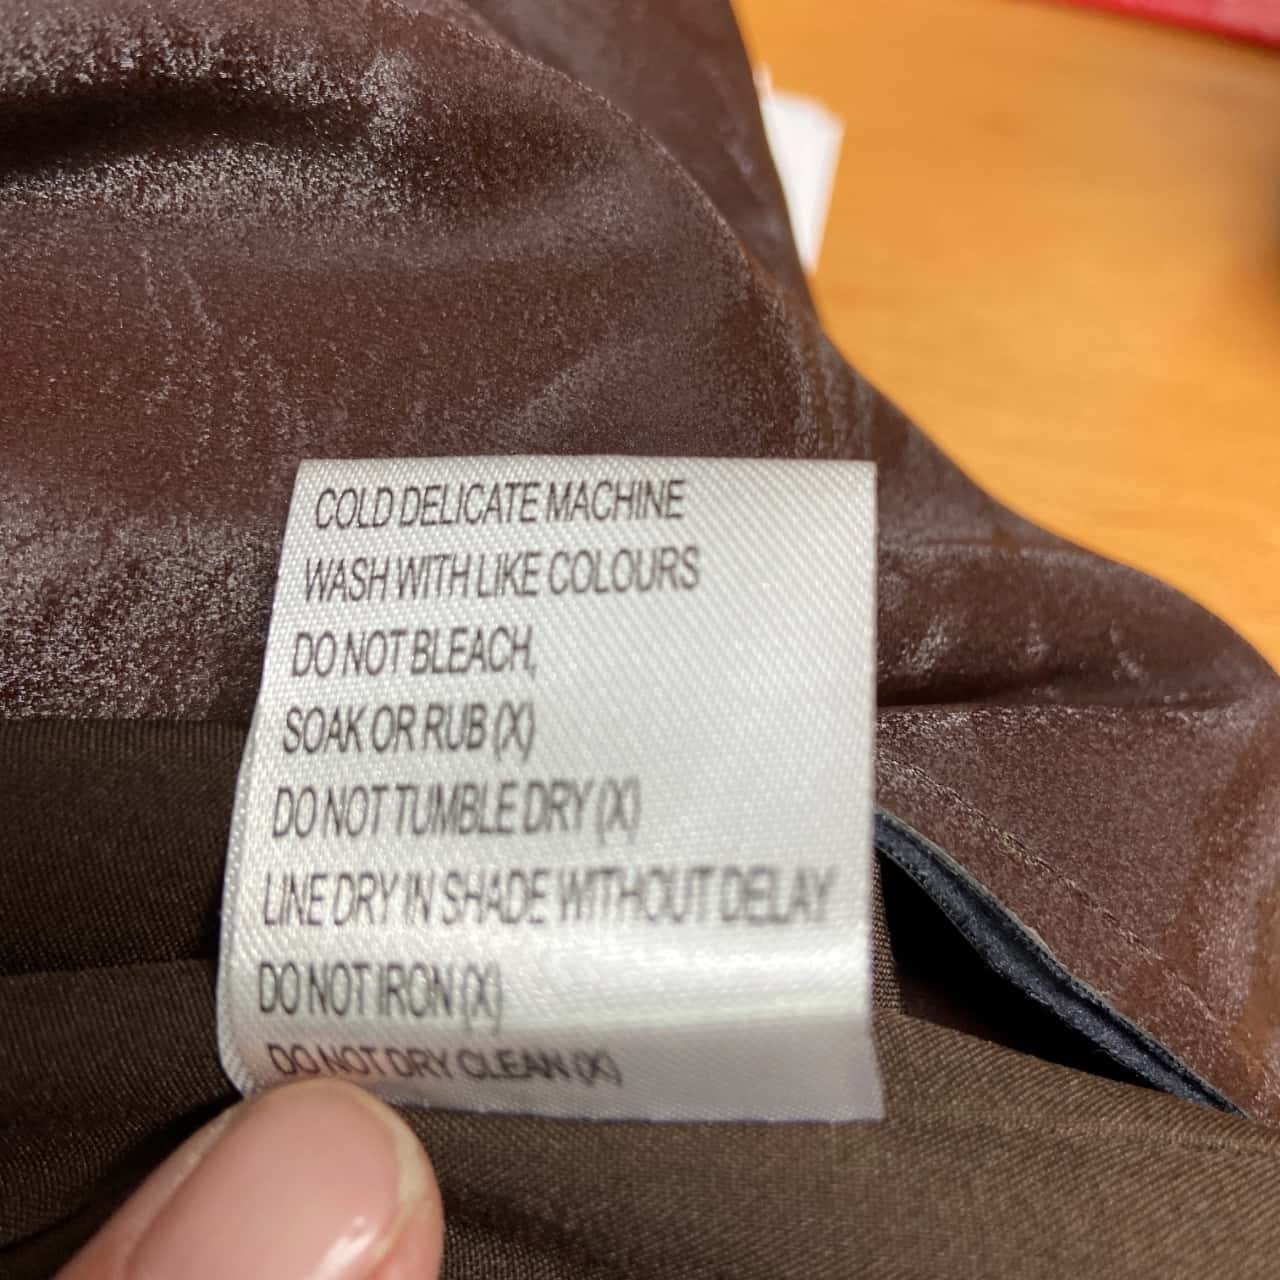 COLD DELICATE MACHINE
WASH WITH LIKE COLOURS
DO NOT BLEACH,
SOAK OR RUB (X)
DO NOT TUMBLE DRY (X)
LINE DRY IN SHADE WITHOUT DELAY
DO NOT IRON (X)
DO NOT DRY CLEAN (X)